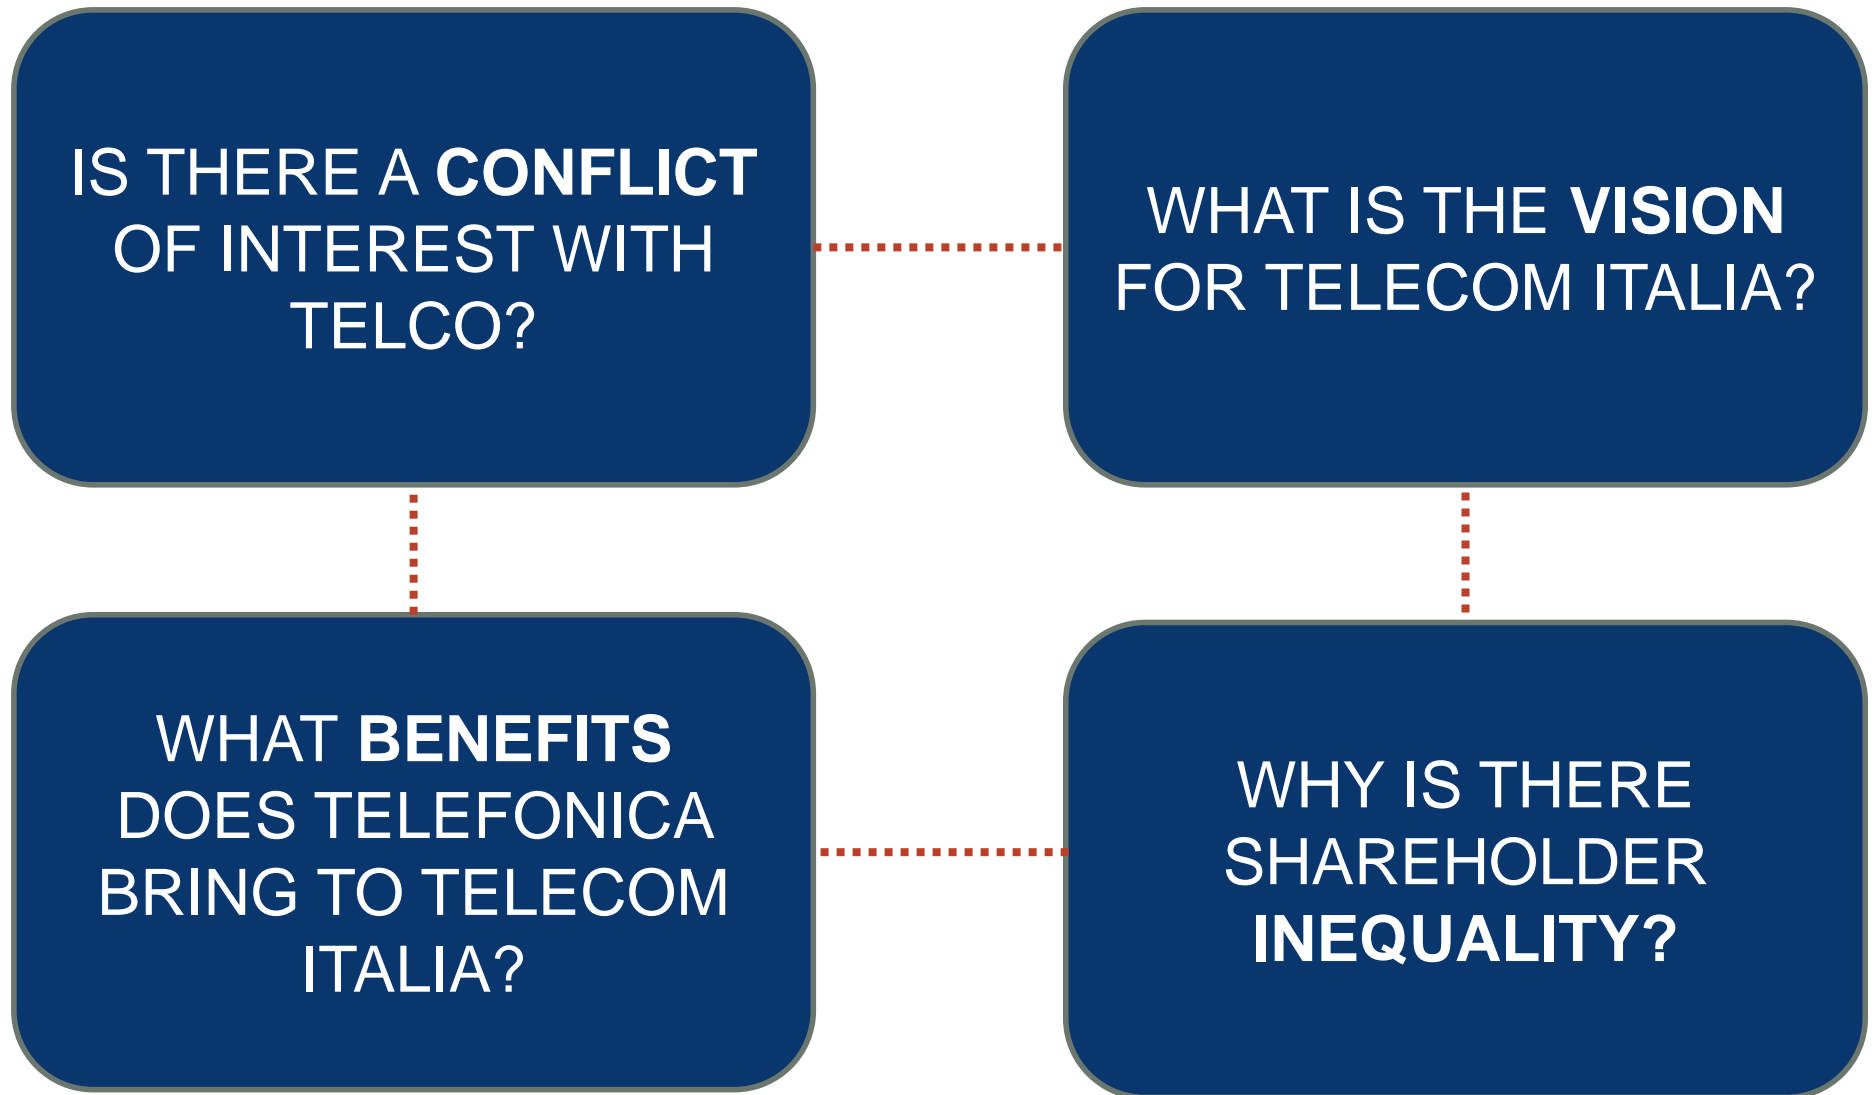 IS THERE A CONFLICT
OF INTEREST WITH
TELCO?
WHAT IS THE VISION
FOR TELECOM ITALIA?
WHAT BENEFITS
DOES TELEFONICA
BRING TO TELECOM
ITALIA?
WHY IS THERE
SHAREHOLDER
INEQUALITY?